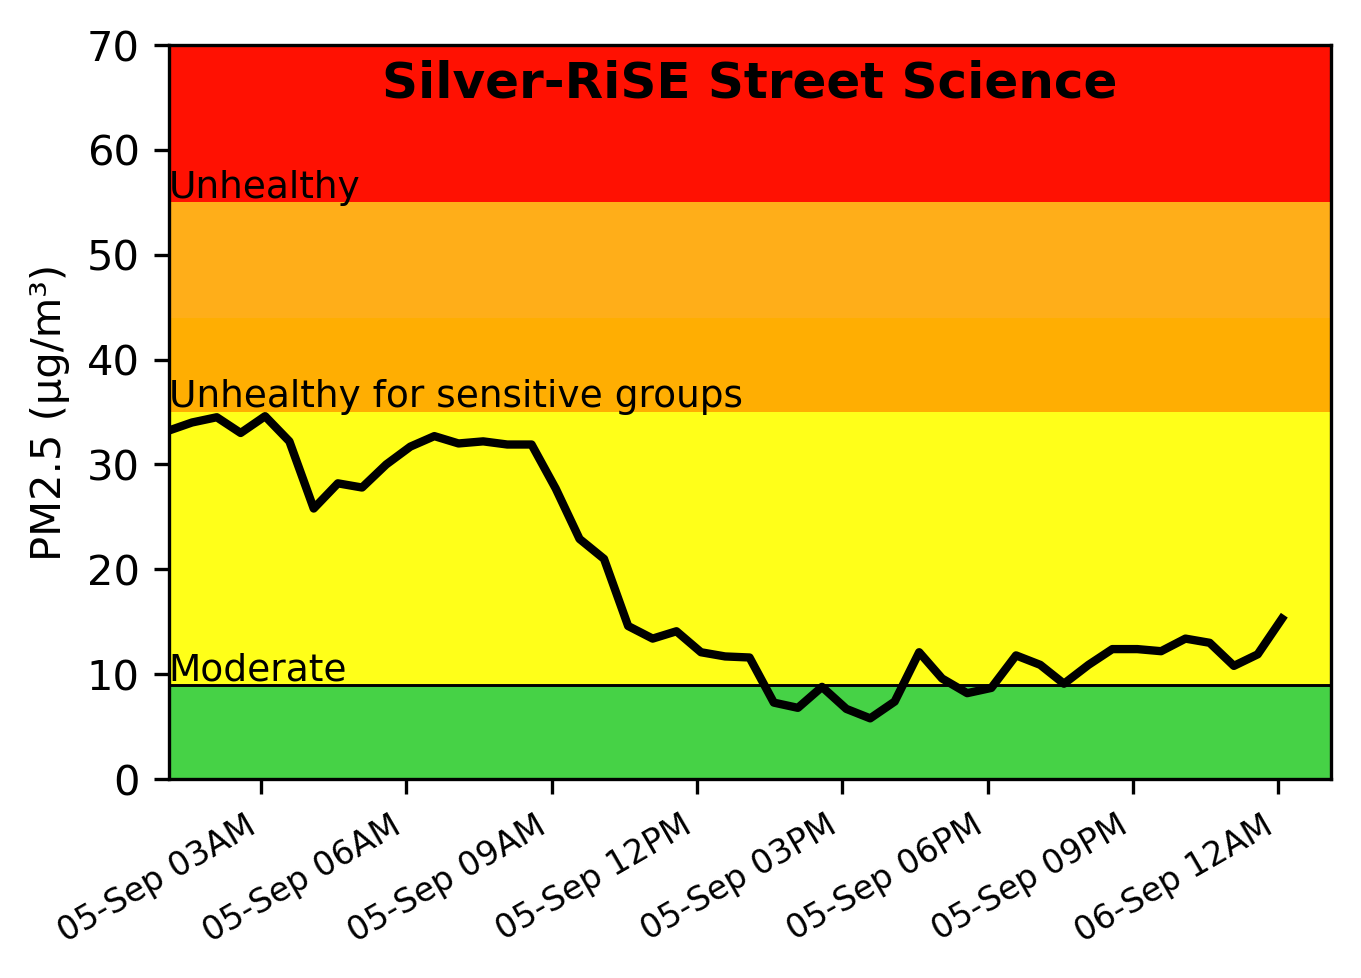 Silver-RiSE Street Science
70
60
50
40
30
20
10
0
PM2.5 (µg/m³)
Unhealthy
Unhealthy for sensitive groups
Moderate
05-Sep 03AM
05-Sep 06AM
05-Sep 09AM
05-Sep 12PM
05-Sep 03PM
05-Sep 06PM
05-Sep 09PM
06-Sep 12AM